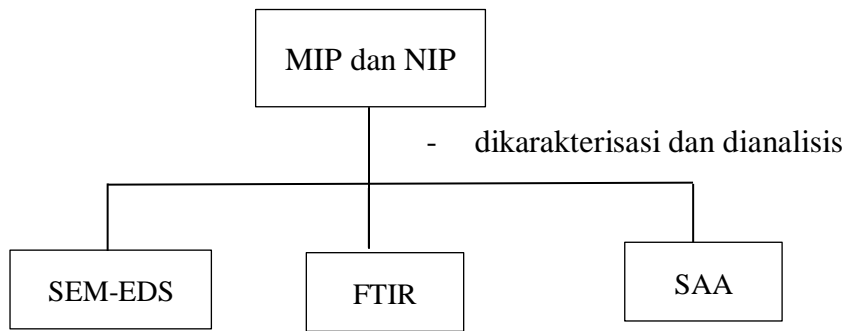 MIP dan NIP
- dikarakterisasi dan dianalisis
SEM-EDS
FTIR
SAA